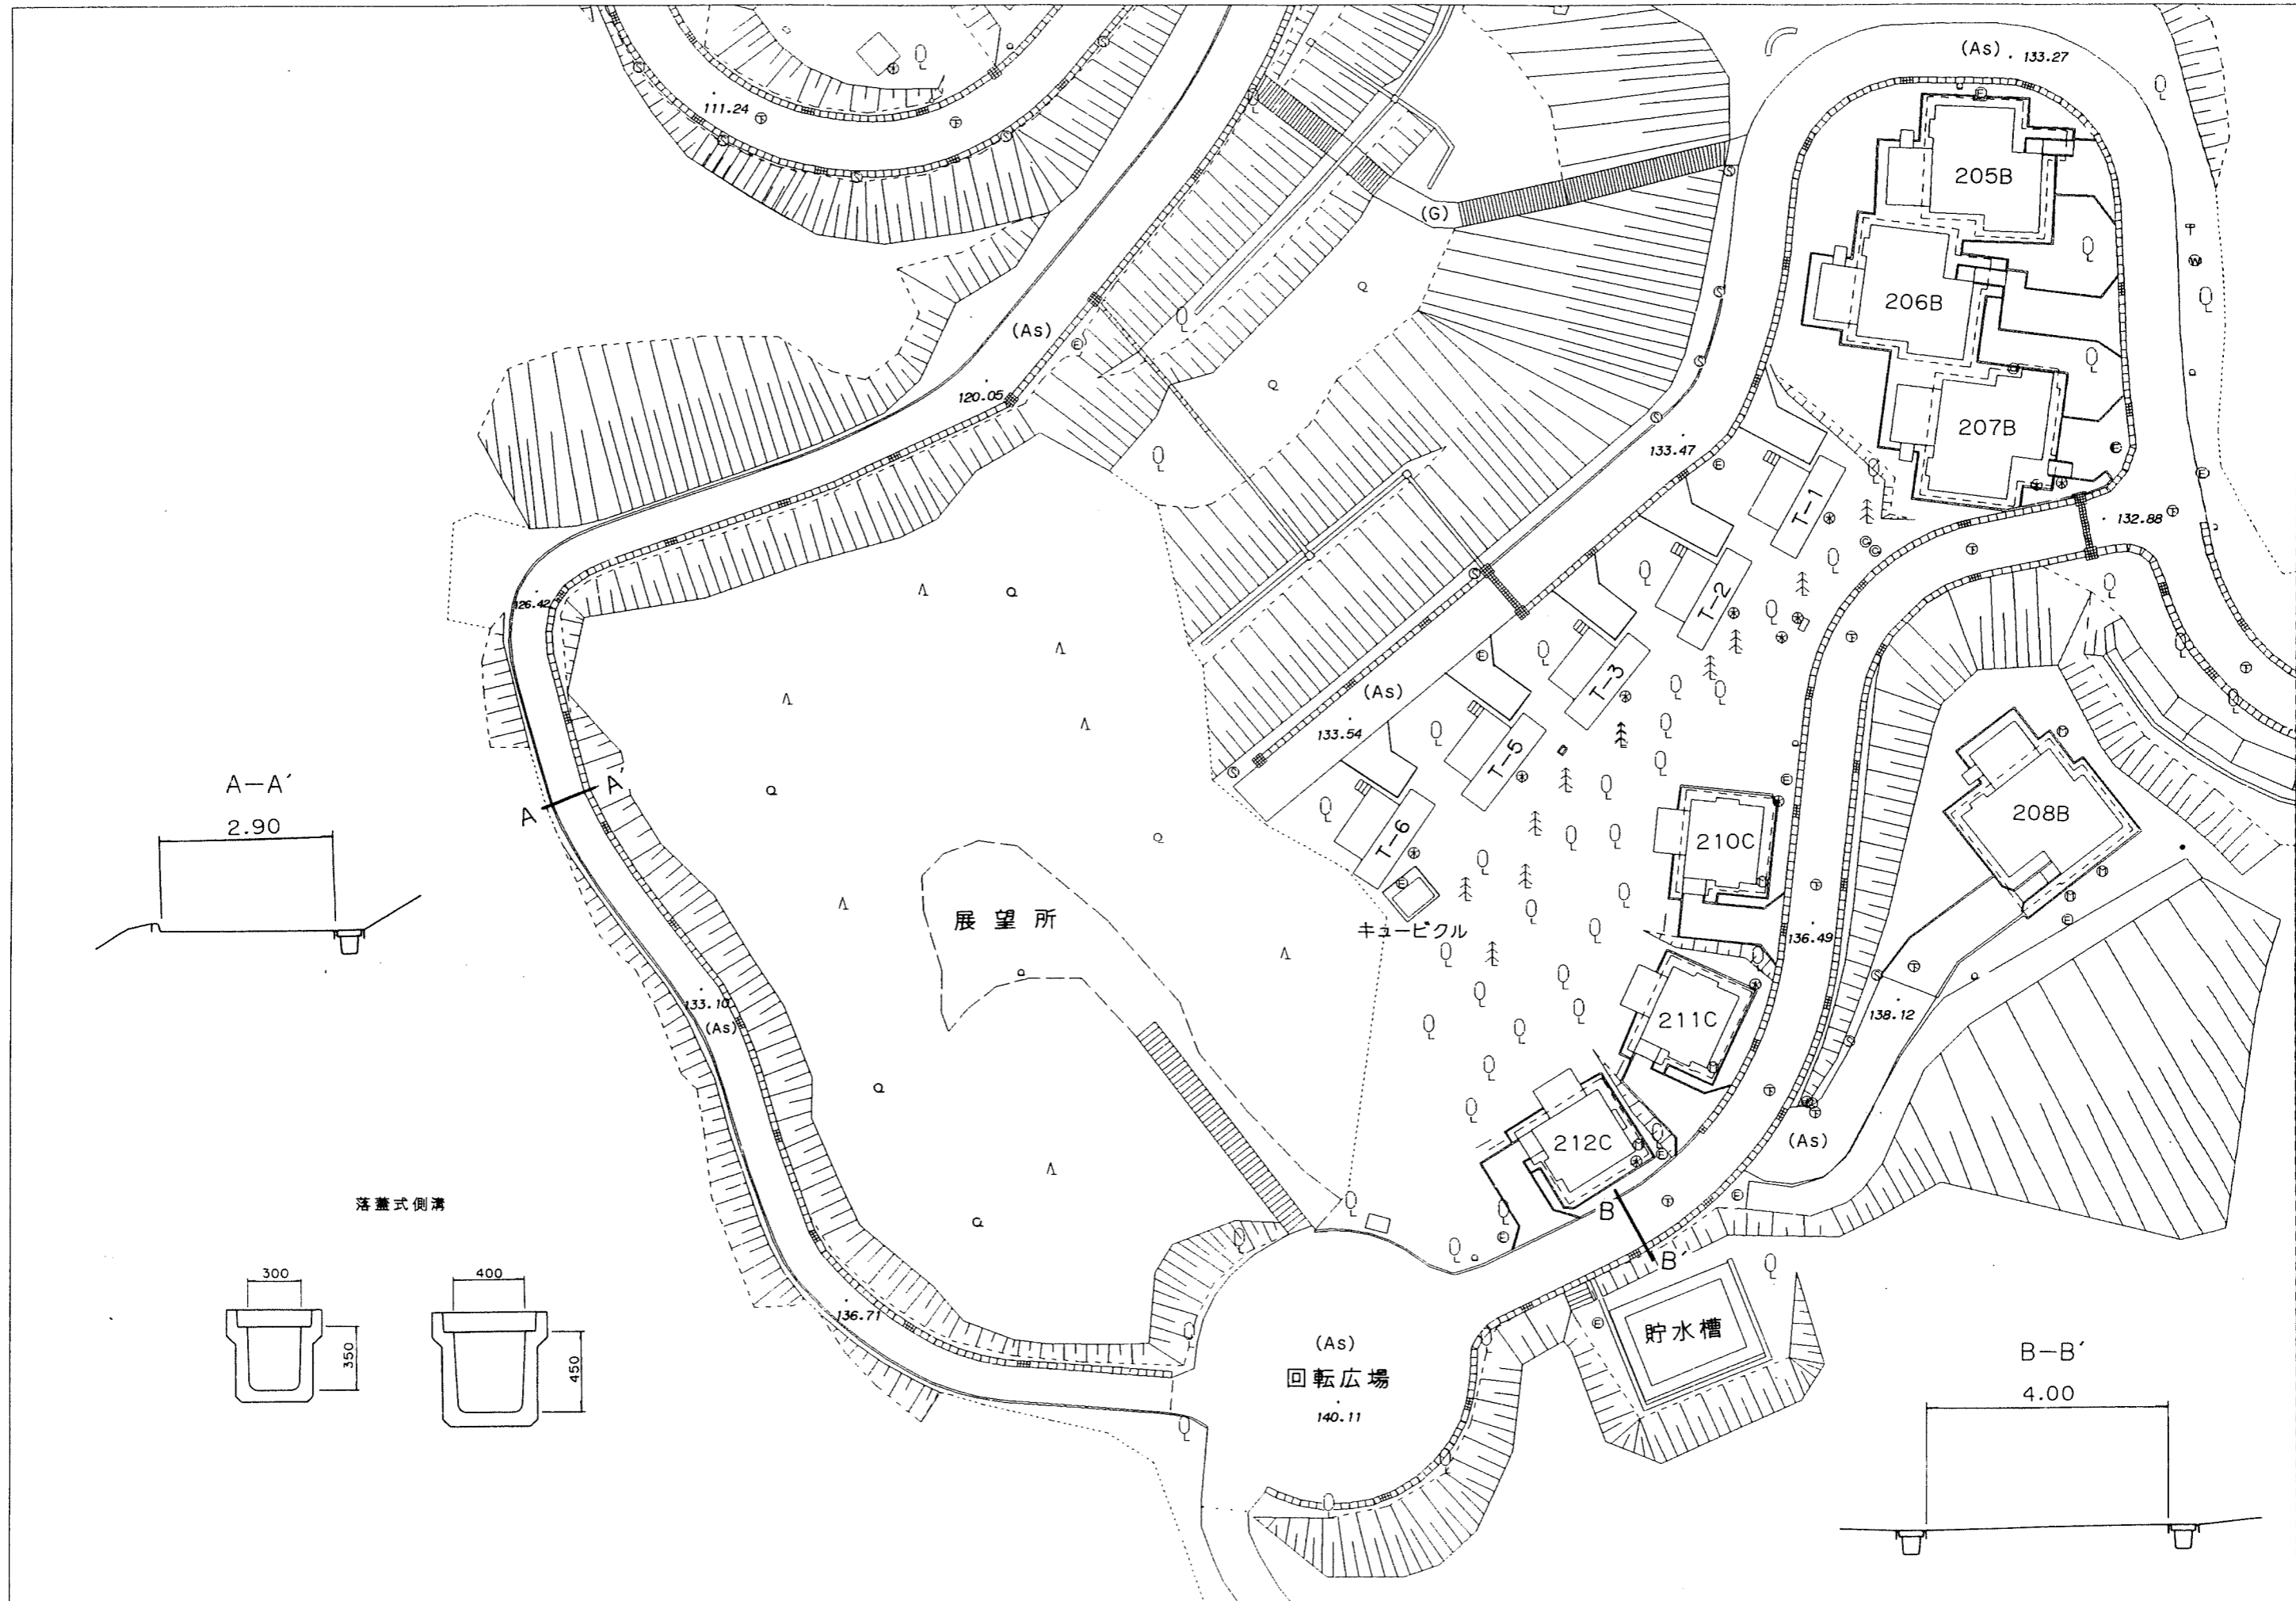 (As)
133.27
111.24
205B
(G)
206B
(As)
120.05
207B
133.47
T-1
132.88
T-2
126.42
T-3
(As)
133.54
T-5
A-A′
2.90
A
A′
T-6
210C
208B
展望所
キュービクル
136.49
133.10
(As)
211C
138.12
212C
(As)
落蓋式側溝
B
B′
300
350
400
450
136.71
(As)
回転広場
140.11
貯水槽
B-B′
4.00